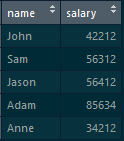 name salary
John 42212
Sam 56312
Jason 56412
Adam 85634
Anne 34212